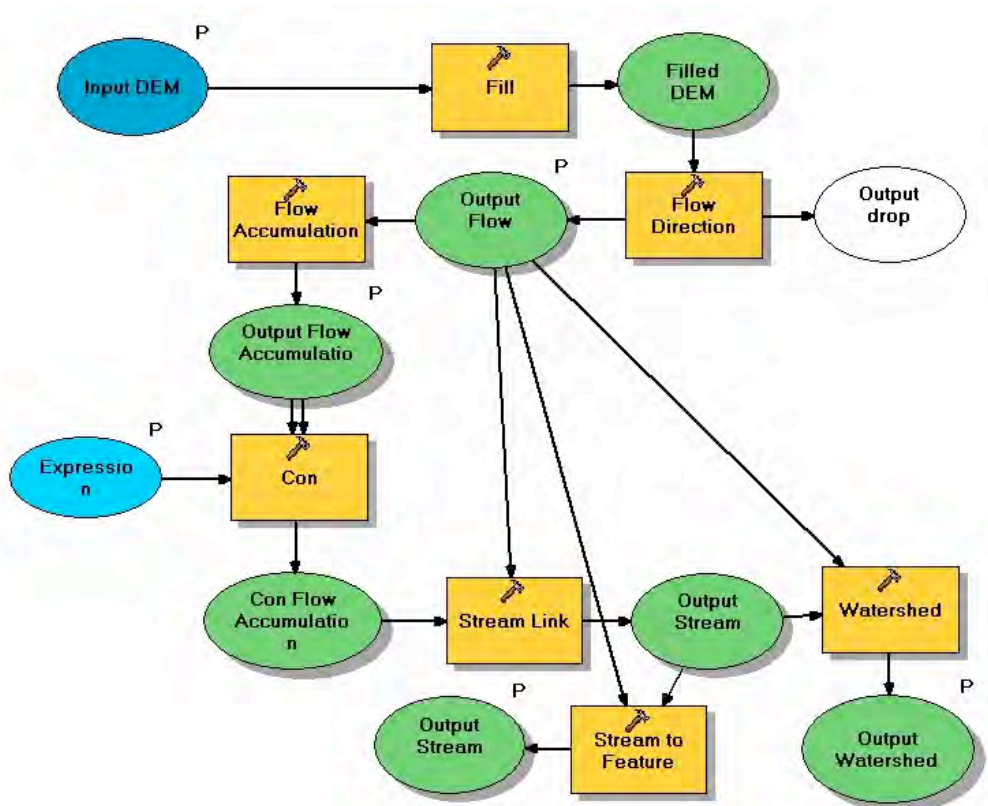 P
Input DEM
Fill
Filled
DEM
P
Flow
Accumulation
Output
Flow
Flow
Direction
Output
drop
P
Output Flow
Accumulatio
P
Expressio
n
Con
Con Flow
Accumulatio
n
Stream Link
Output
Stream
Watershed
P
Output
Stream
Stream to
Feature
P
Output
Watershed